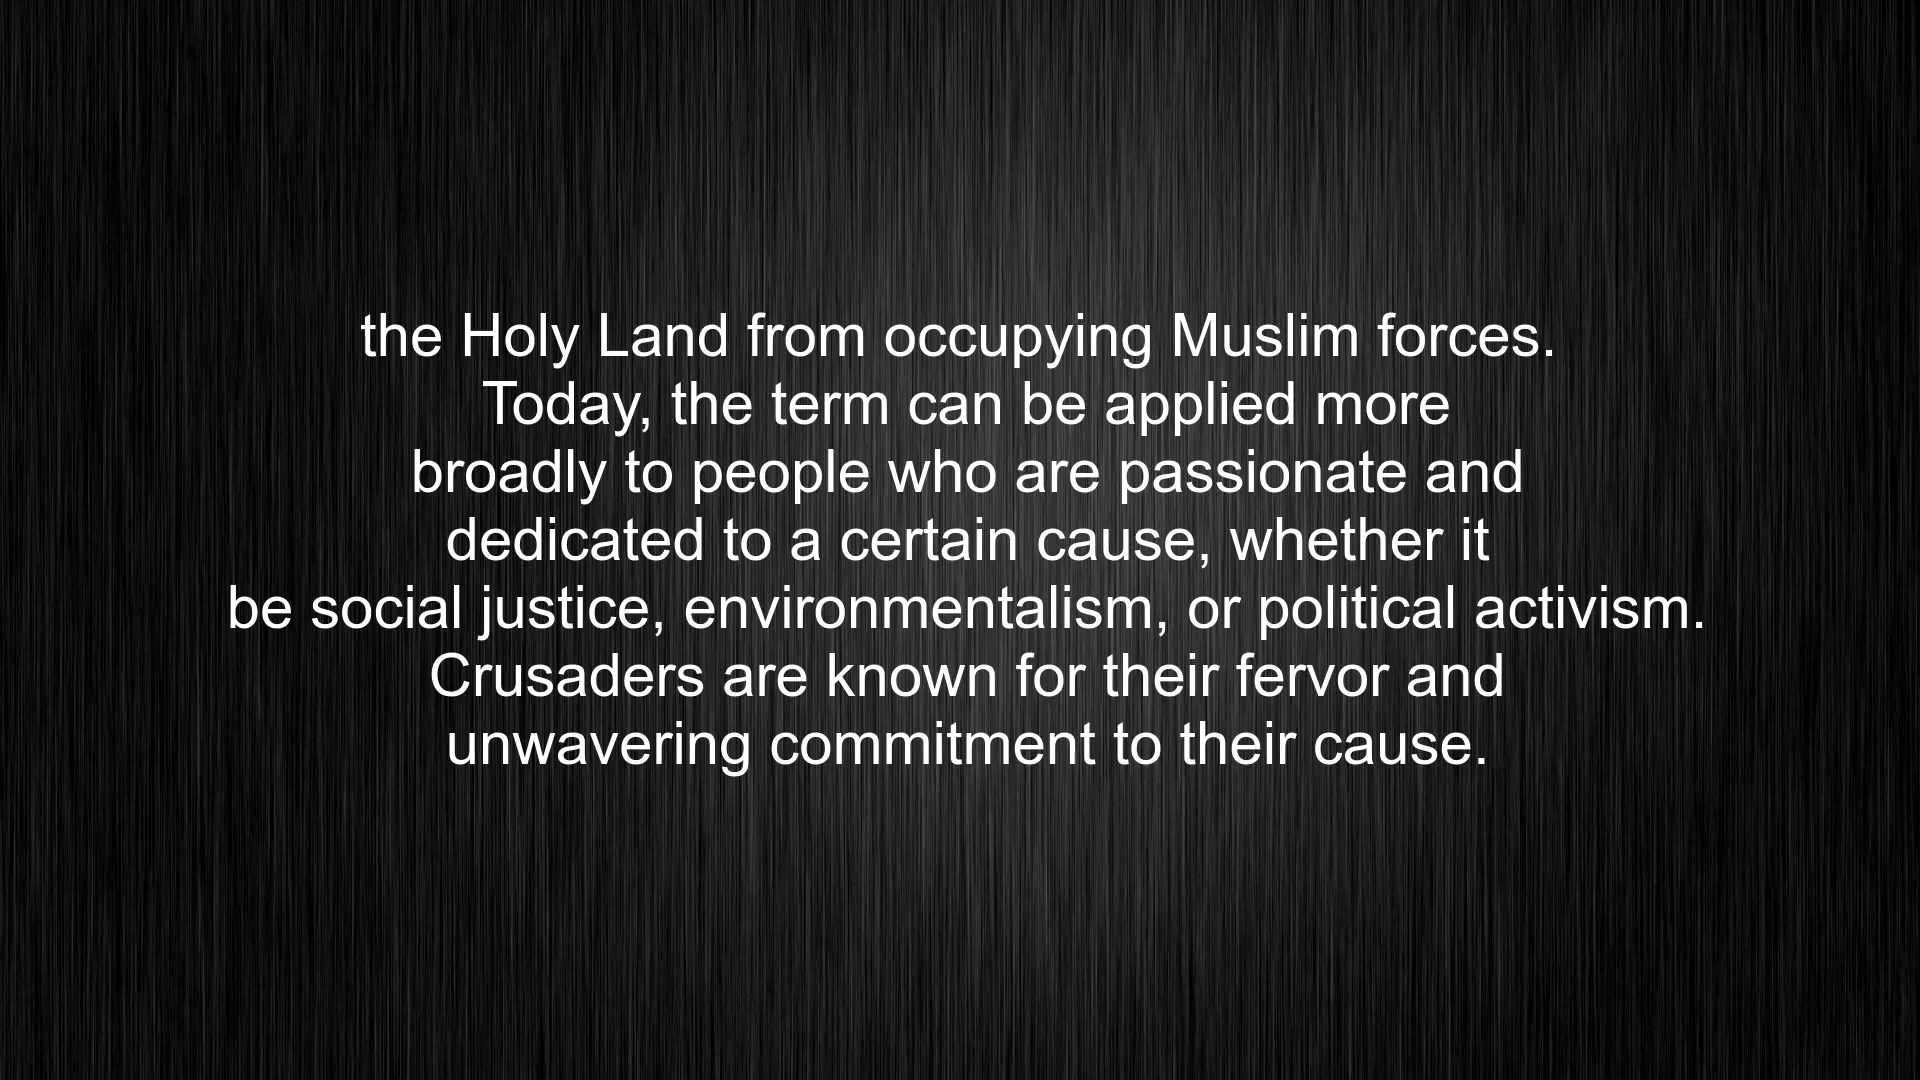 the Holy Land from occupying Muslim forces.
Today, the term can be applied more
broadly to people who are passionate and
dedicated to a certain cause, whether it
be social justice, environmentalism, or political activism.
Crusaders are known for their fervor and
unwavering commitment to their cause.